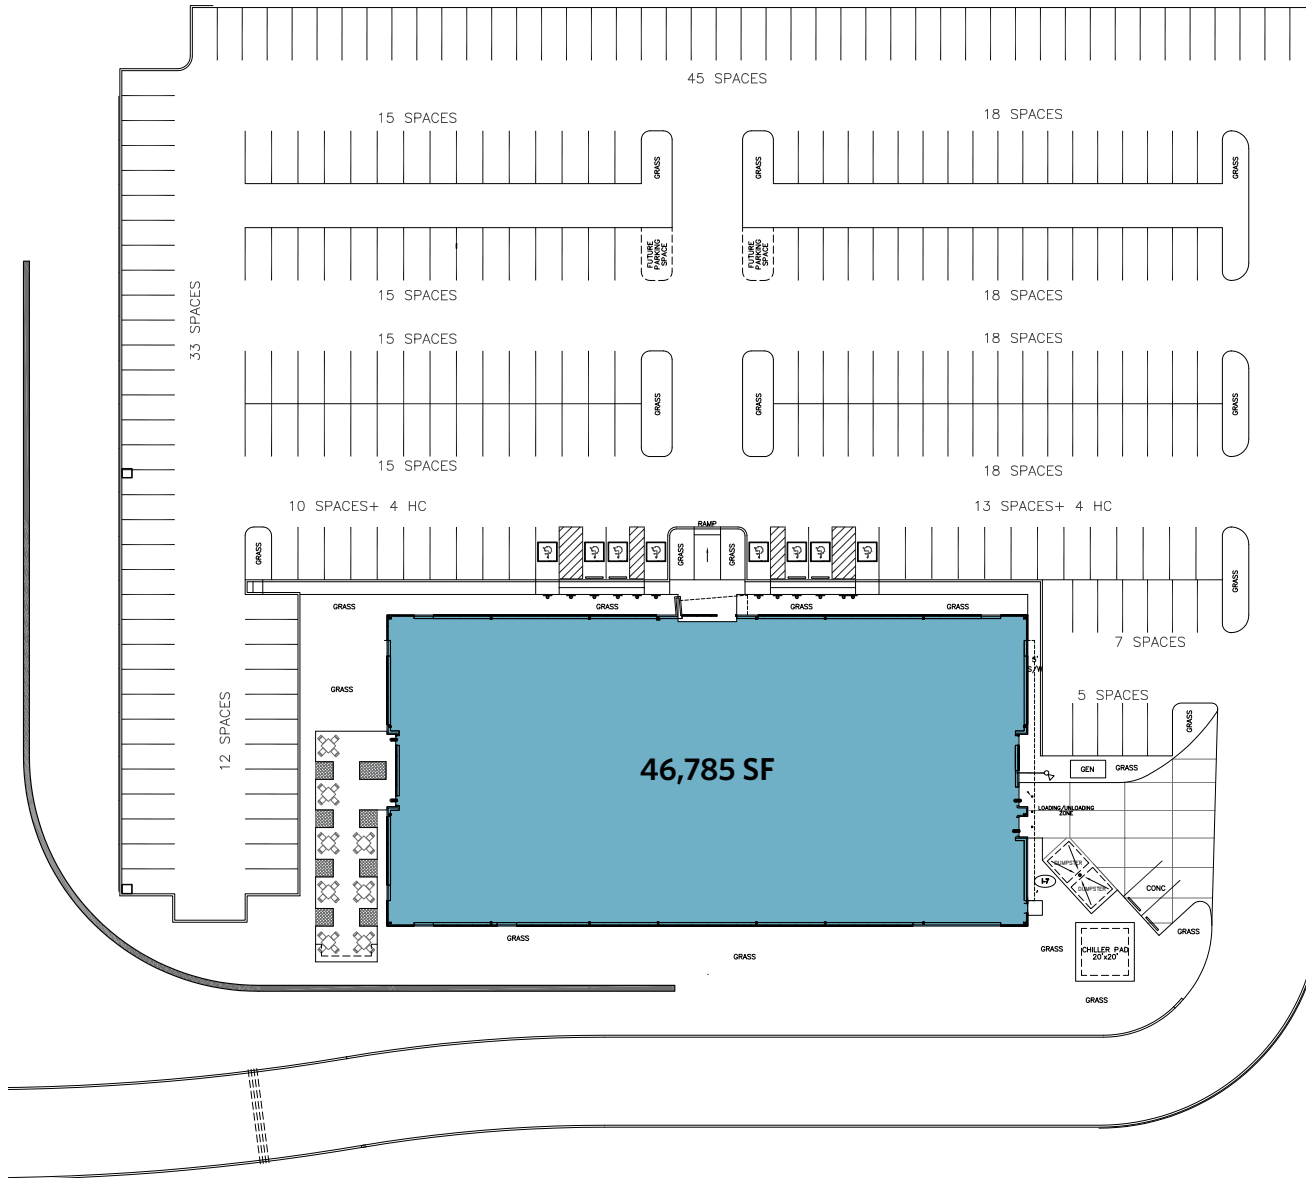 45 SPACES
15 SPACES
18 SPACES
GRASS
GRASS
GRASS
FUTURE
PARKING
SPACE
FUTURE
PARKING
SPACE
15 SPACES
18 SPACES
33 SPACES
15 SPACES
18 SPACES
GRASS
GRASS
GRASS
15 SPACES
18 SPACES
10 SPACES+ 4 HC
13 SPACES+ 4 HC
RAMP
GRASS
GRASS
GRASS
GRASS
GRASS
GRASS
GRASS
GRASS
7 SPACES
5'
S/W
GRASS
5 SPACES
GRASS
12 SPACES
46,785 SF
GEN
GRASS
LOADING/UNLOADING
ZONE
DUMPSTER
DUMPSTER
CONC
GRASS
GRASS
GRASS
GRASS
CHILLER PAD
20'x20'
GRASS